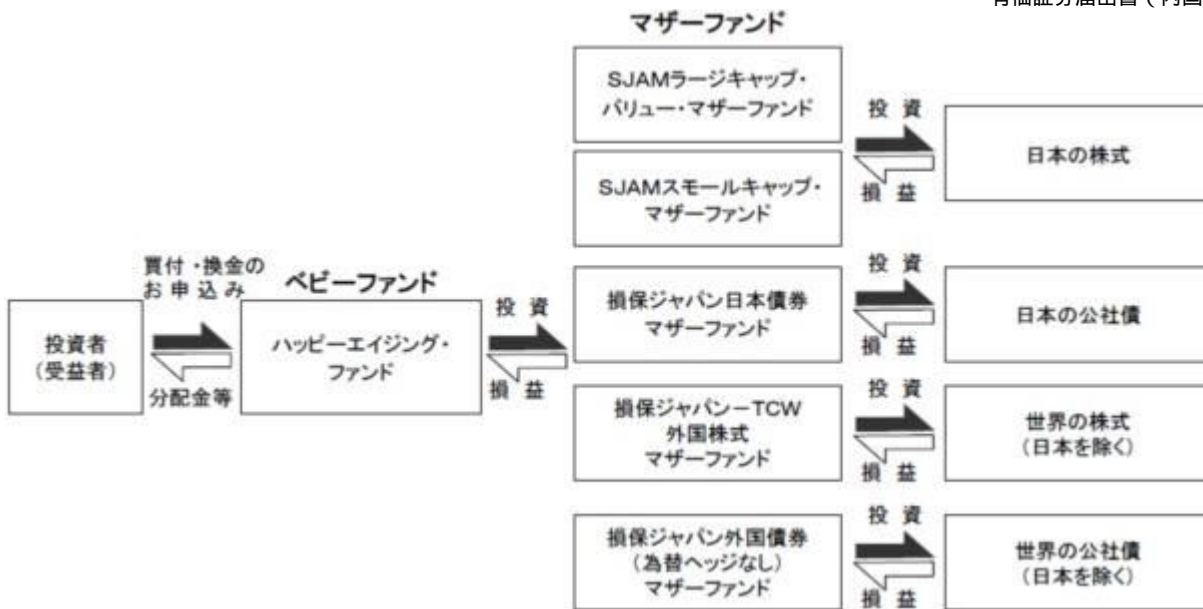 有価証券届出書（内国
マザーファンド
SJAMラージキャップ・
バリュー・マザーファンド
投 資
損 益
日本の株式
SJAMスモールキャップ・
マザーファンド
買付・換金の
お 申 込 み
ベビーファンド
投資者
（受益者）
分配金等
ハッピーエイジング・
ファンド
投 資
損 益
損保ジャパン日本債券
マザーファンド
投 資
損 益
日本の公社債
損保ジャパン－TCW
外国株式
マザーファンド
投 資
損 益
世界の株式
（日本を除く）
損保ジャパン外国債券
（為替ヘッジなし）
マザーファンド
投 資
損 益
世界の公社債
（日本を除く）